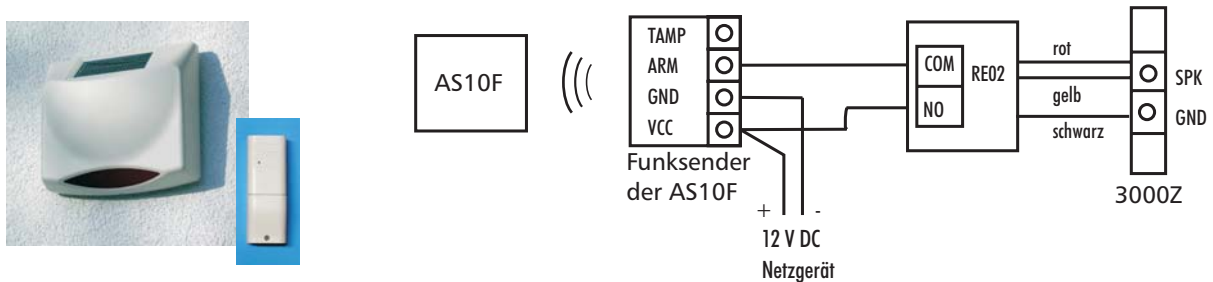 AS10F
TAMP
ARM
GND
VCC
Funksender
der AS10F
+ -
12 V DC
Netzgerät
COM
NO
RE02
rot
gelb
schwarz
SPK
GND
3000Z